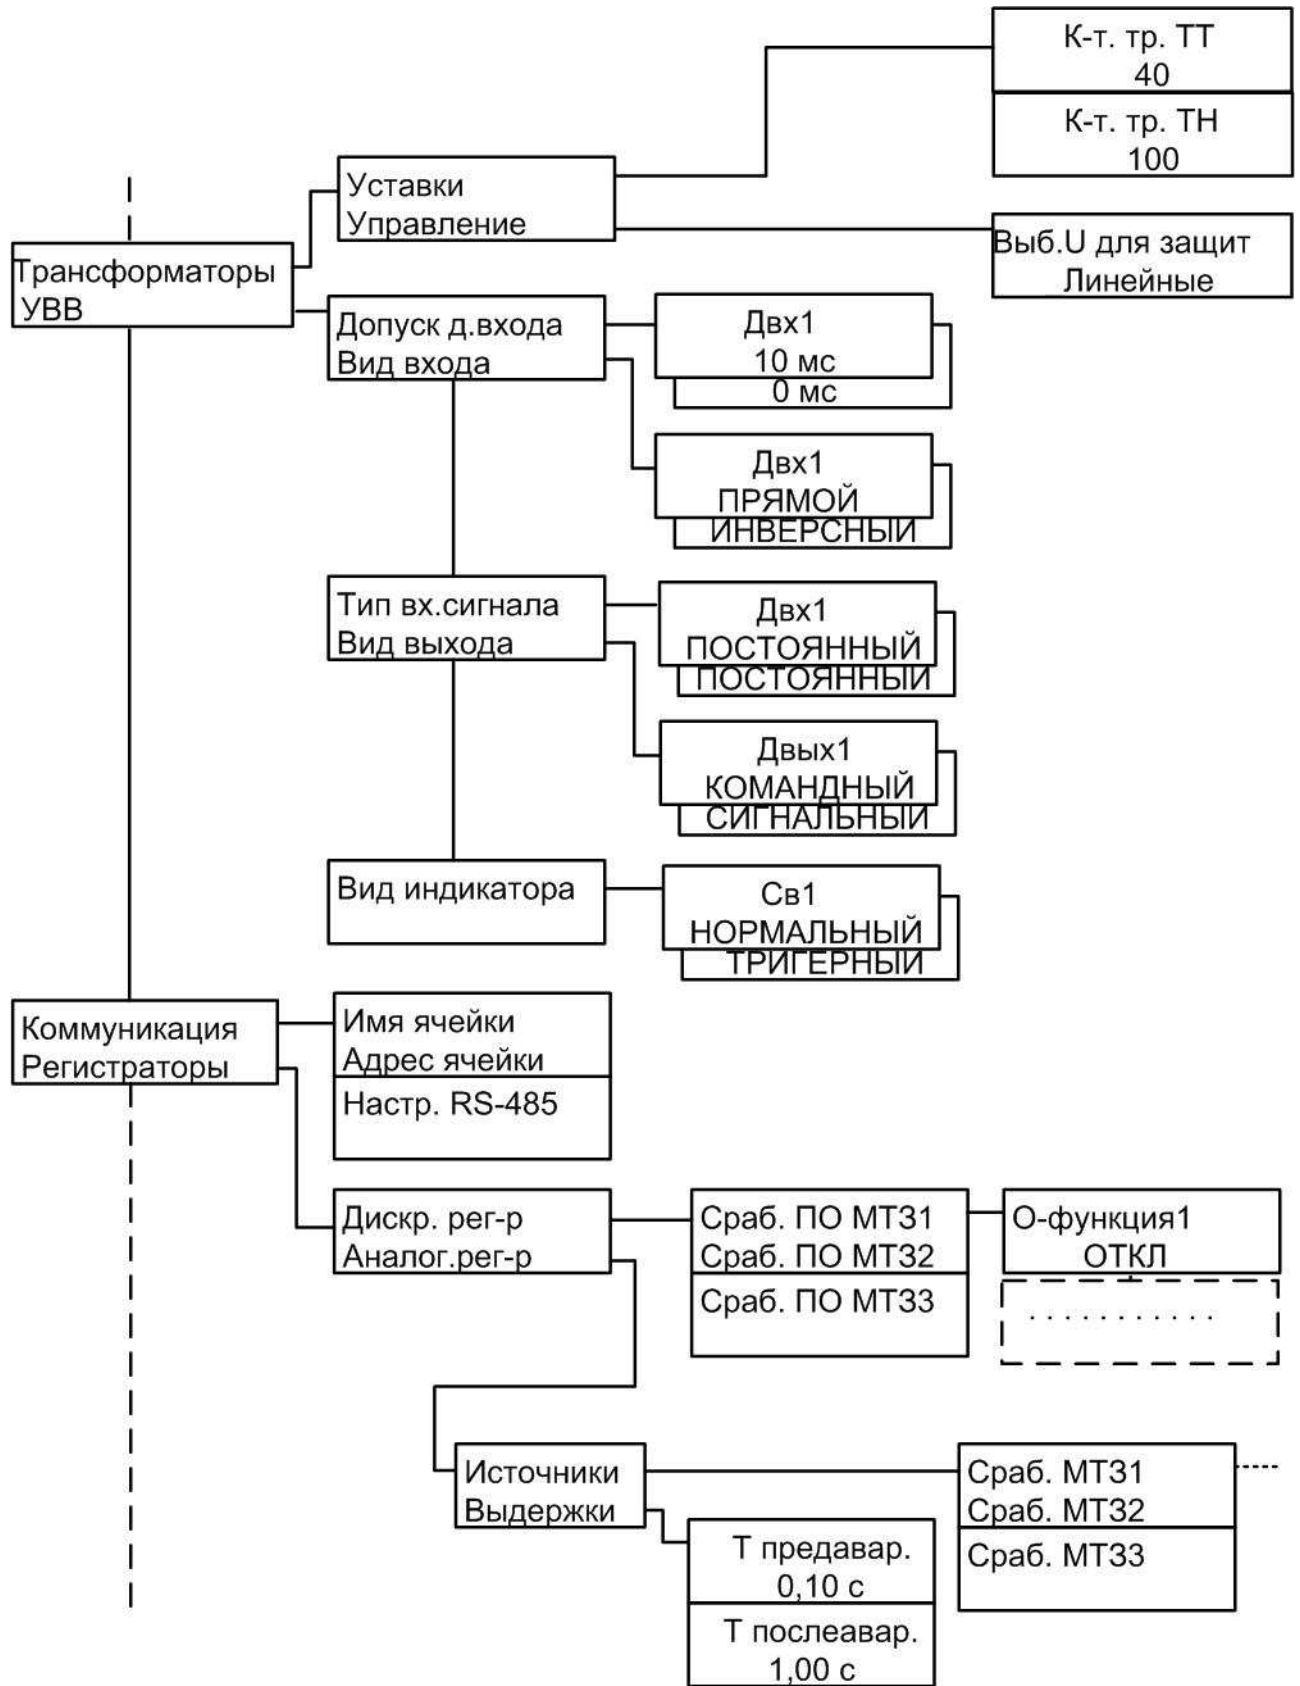 К-т. тр. ТТ
40
К-т. тр. ТН
100
Уставки
Управление
Выб.U для защит
Линейные
Трансформаторы
УВВ
Допуск д.входа
Вид входа
Двх1
10 мс
0 мс
Двх1
ПРЯМОЙ
ИНВЕРСНЫЙ
Тип вх.сигнала
Вид выхода
Двх1
ПОСТОЯННЫЙ
ПОСТОЯННЫЙ
Двых1
КОМАНДНЫЙ
СИГНАЛЬНЫЙ
Вид индикатора
Св1
НОРМАЛЬНЫЙ
ТРИГЕРНЫЙ
Коммуникация
Регистраторы
Имя ячейки
Адрес ячейки
Настр. RS-485
Дискр. рег-р
Аналог.рег-р
Сраб. ПО МТЗ1
Сраб. ПО МТЗ2
Сраб. ПО МТЗ3
О-функция1
ОТКЛ
. . . . . . . . . . .
Источники
Выдержки
Сраб. МТЗ1
Сраб. МТЗ2
Сраб. МТЗ3
Т предавар.
0,10 с
Т послеавар.
1,00 с